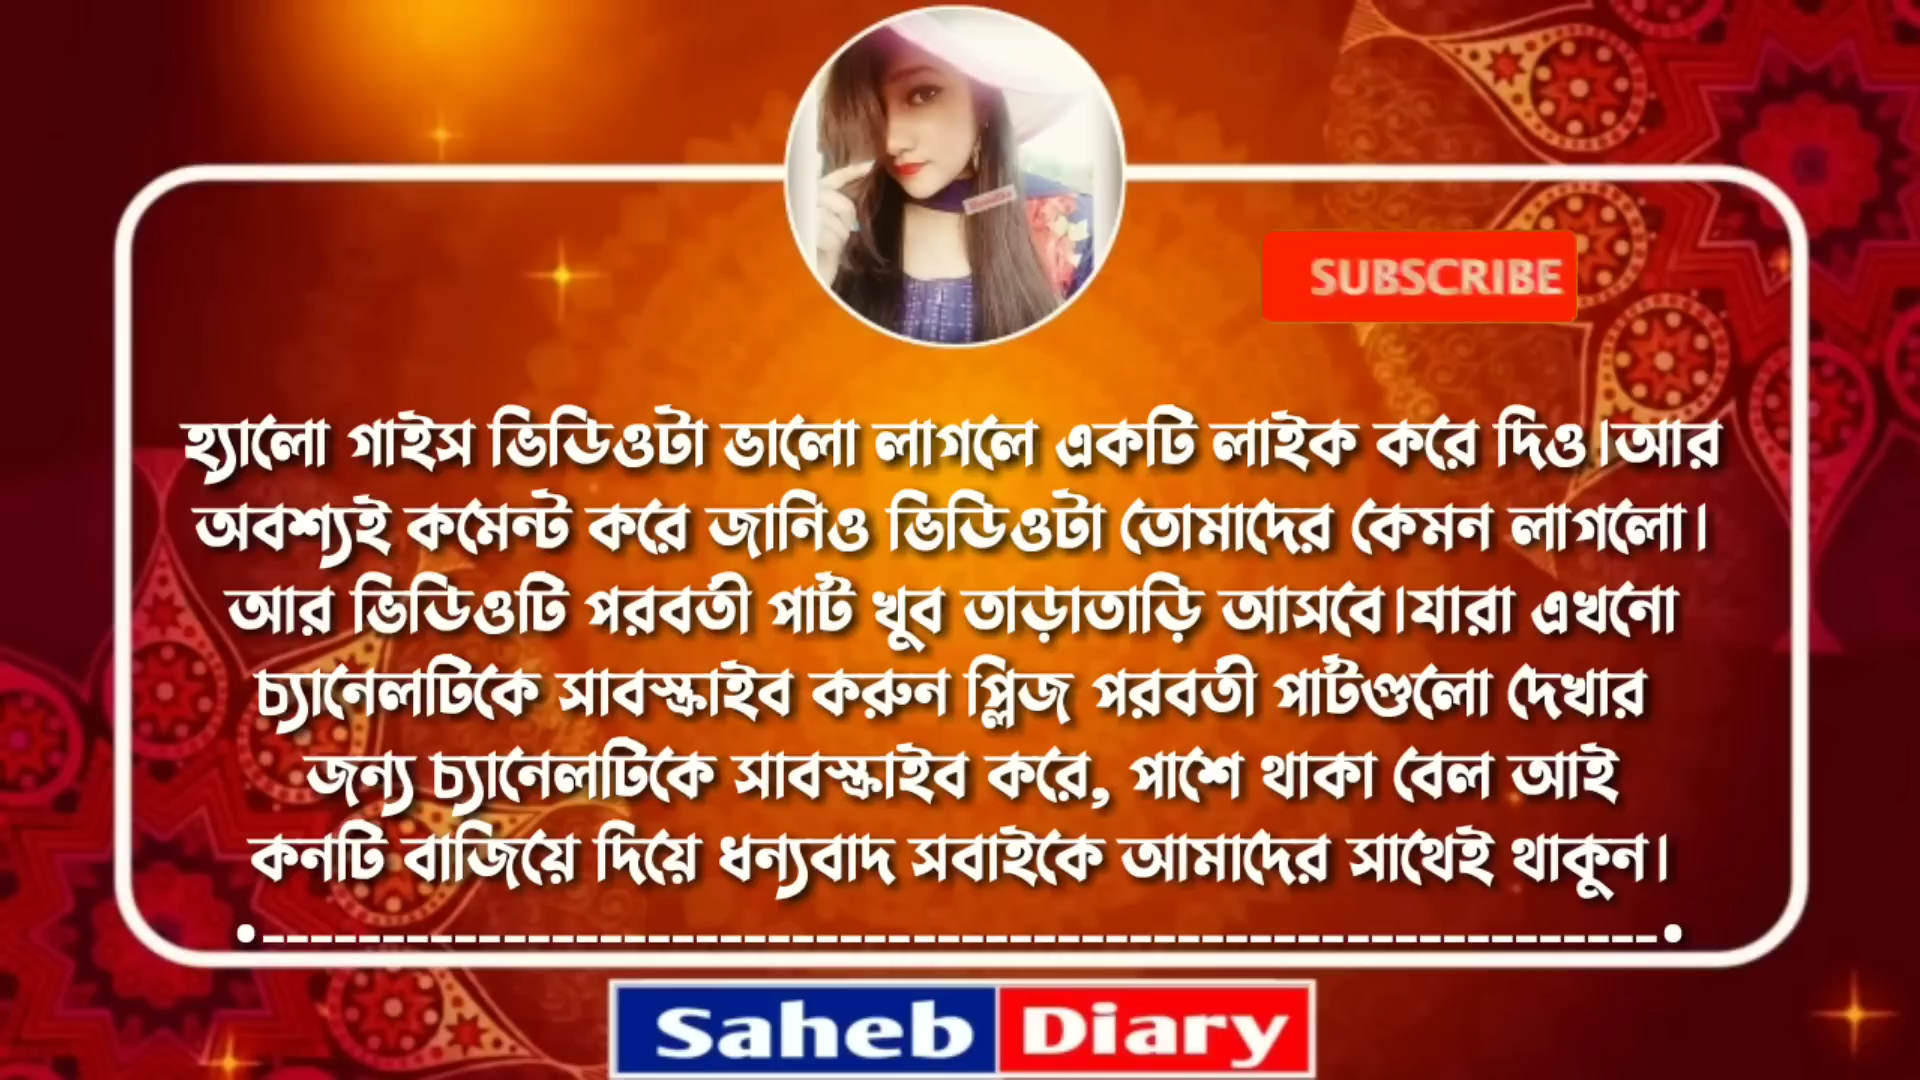 SUBSCRIBE
হ্যালো গাইস ভিডিওটা ভালো লাগলে একটি লাইক করে দিও।আর
অবশ্যই কমেন্ট করে জানিও ভিডিওটা তোমাদের কেমন লাগলো।
আর ভিডিওটি পরবর্তী পার্ট খুব তাড়াতাড়ি আসবে।যারা এখনো
চ্যানেলটিকে সাবস্ক্রাইব করুন প্লিজ পরবর্তী পার্টগুলো দেখার
জন্য চ্যানেলটিকে সাবস্ক্রাইব করে, পাশে থাকা বেল আই
কনটি বাজিয়ে দিয়ে ধন্যবাদ সবাইকে আমাদের সাথেই থাকুন।
Saheb Diary